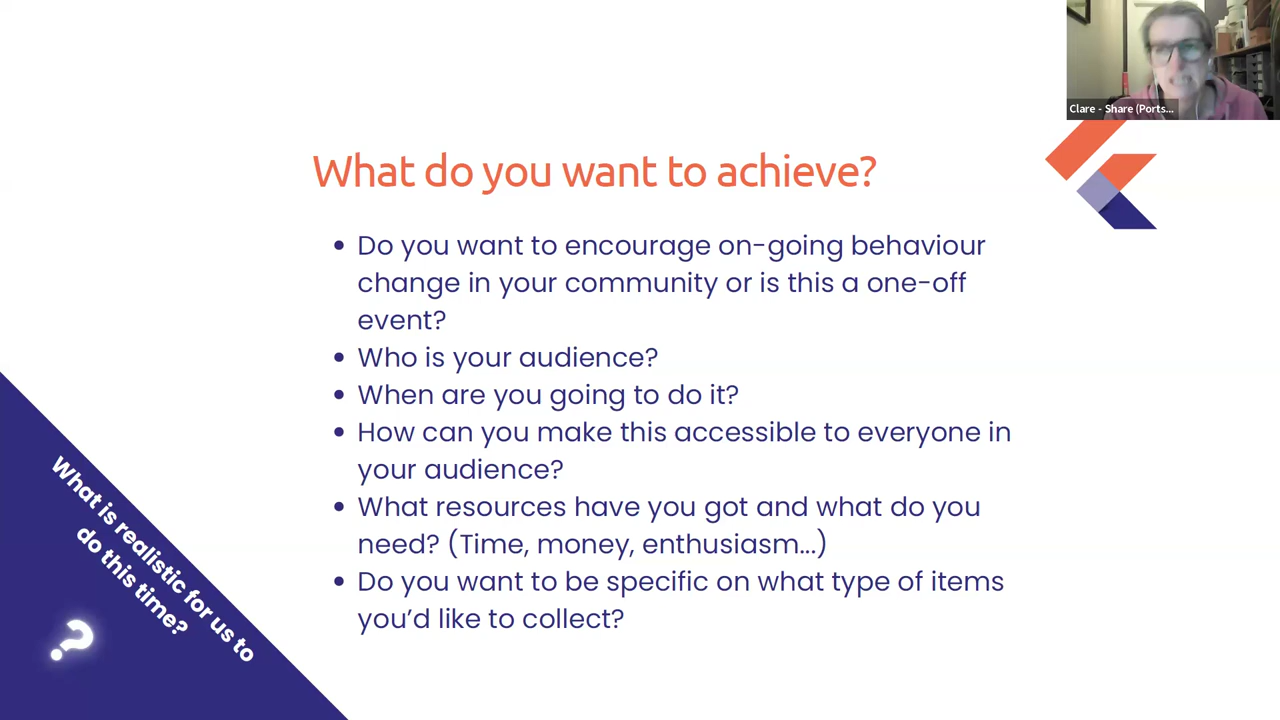 Clare - Share (Ports...
What do you want to achieve?
• Do you want to encourage on-going behaviour
change in your community or is this a one-off
event?
• Who is your audience?
• When are you going to do it?
• How can you make this accessible to everyone in
your audience?
• What resources have you got and what do you
need? (Time, money, enthusiasm...)
• Do you want to be specific on what type of items
you’d like to collect?
What is realistic for us to
do this time?
?